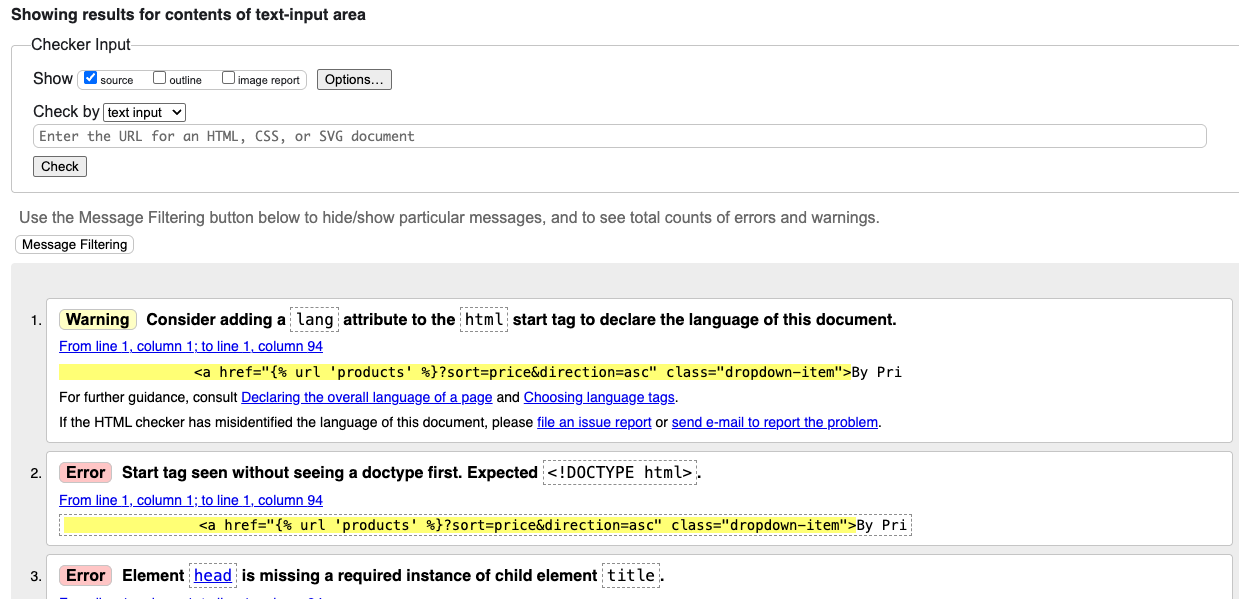 Showing results for contents of text-input area
Checker Input
Show source outline image report Options...
Check by text input
Enter the URL for an HTML, CSS, or SVG document
Check
Use the Message Filtering button below to hide/show particular messages, and to see total counts of errors and warnings.
Message Filtering
1. Warning Consider adding a lang attribute to the html start tag to declare the language of this document.
From line 1, column 1; to line 1, column 94
<a href="{% url 'products' %}?sort=price&direction=asc" class="dropdown-item">By Pri
For further guidance, consult Declaring the overall language of a page and Choosing language tags.
If the HTML checker has misidentified the language of this document, please file an issue report or send e-mail to report the problem.
2. Error Start tag seen without seeing a doctype first. Expected <!DOCTYPE html>.
From line 1, column 1; to line 1, column 94
<a href="{% url 'products' %}?sort=price&direction=asc" class="dropdown-item">By Pri
3. Error Element head is missing a required instance of child element title.